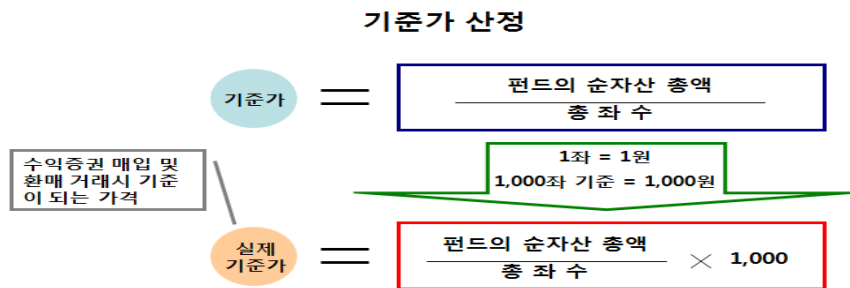 기준가 산정
기준가
=
펀드의 순자산 총액
총 좌 수
1좌 = 1원
1,000좌 기준 = 1,000원
수익증권 매입 및
환매 거래시 기준
이 되는 가격
실제
기준가
=
펀드의 순자산 총액
총 좌 수
× 1,000